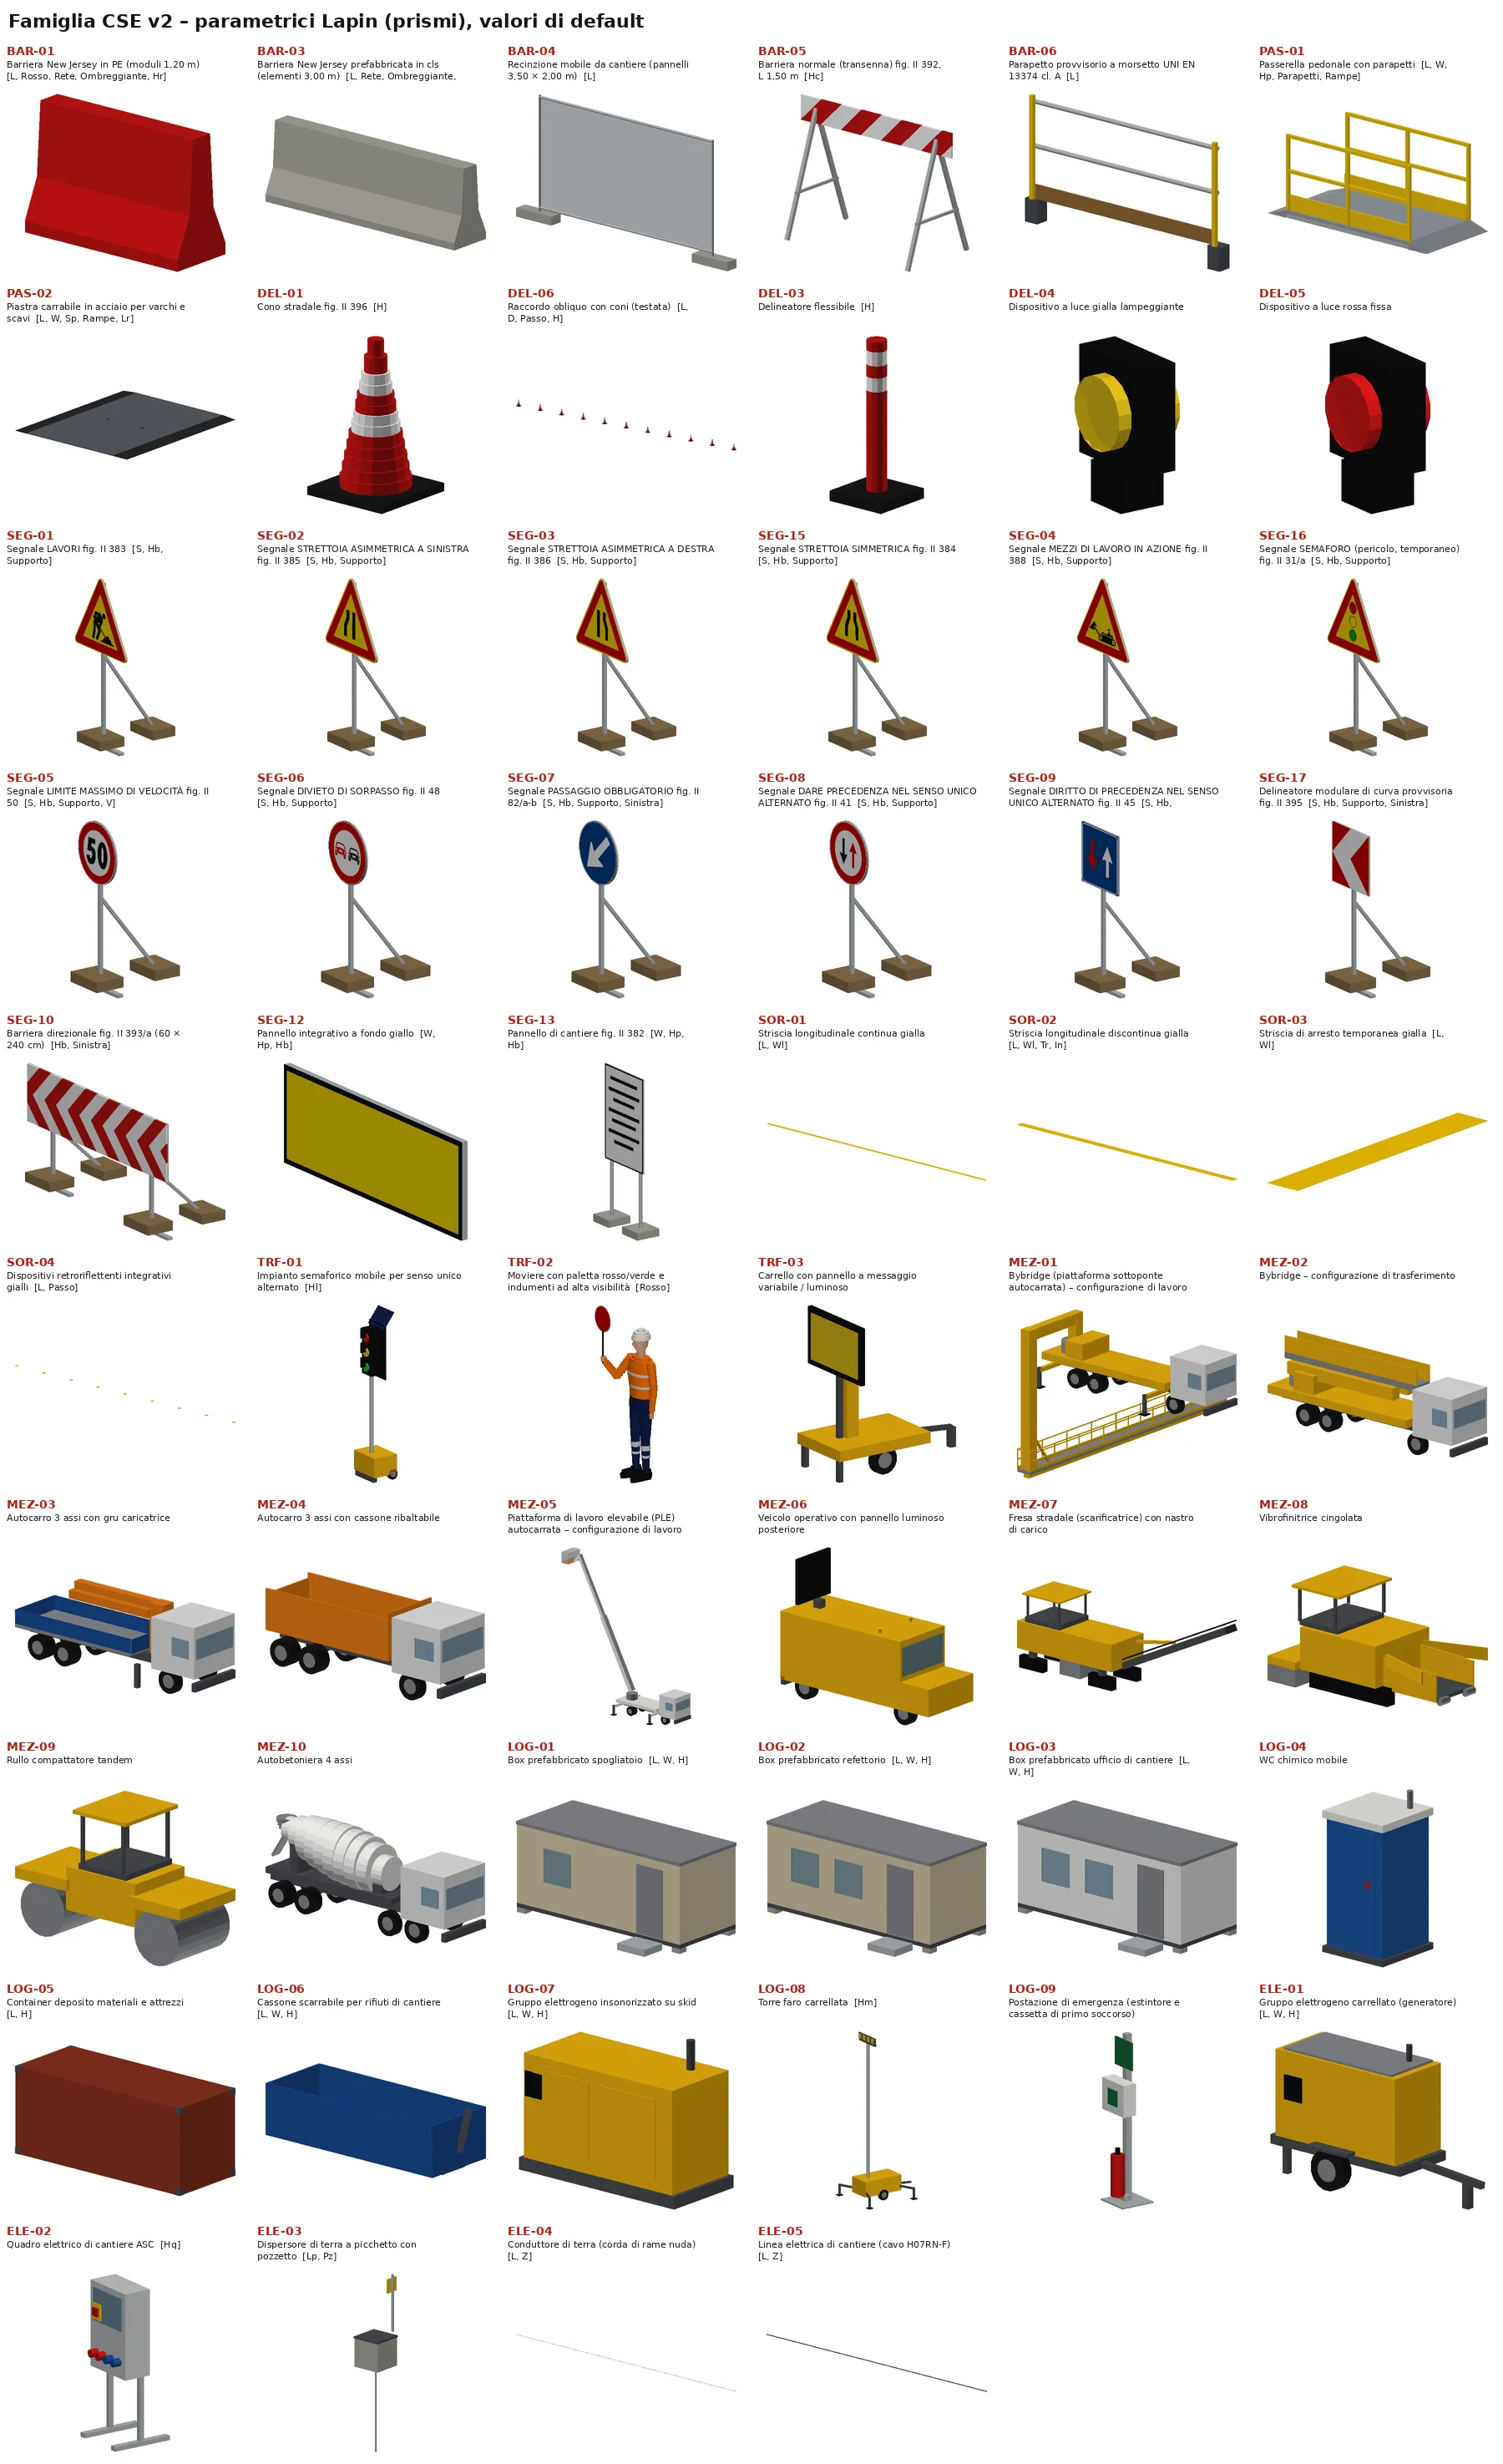 Famiglia CSE v2 – parametrici Lapin (prismi), valori di default
BAR-01
Barriera New Jersey in PE (moduli 1,20 m)
[L, Rosso, Rete, Ombreggiante, Hr]
BAR-03
Barriera New Jersey prefabbricata in cls
(elementi 3,00 m)  [L, Rete, Ombreggiante,
BAR-04
Recinzione mobile da cantiere (pannelli
3,50 × 2,00 m)  [L]
BAR-05
Barriera normale (transenna) fig. II 392,
L 1,50 m  [Hc]
BAR-06
Parapetto provvisorio a morsetto UNI EN
13374 cl. A  [L]
PAS-01
Passerella pedonale con parapetti  [L, W,
Hp, Parapetti, Rampe]
PAS-02
Piastra carrabile in acciaio per varchi e
scavi  [L, W, Sp, Rampe, Lr]
DEL-01
Cono stradale fig. II 396  [H]
DEL-06
Raccordo obliquo con coni (testata)  [L,
D, Passo, H]
DEL-03
Delineatore flessibile  [H]
DEL-04
Dispositivo a luce gialla lampeggiante
DEL-05
Dispositivo a luce rossa fissa
SEG-01
Segnale LAVORI fig. II 383  [S, Hb,
Supporto]
SEG-02
Segnale STRETTOIA ASIMMETRICA A SINISTRA
fig. II 385  [S, Hb, Supporto]
SEG-03
Segnale STRETTOIA ASIMMETRICA A DESTRA
fig. II 386  [S, Hb, Supporto]
SEG-15
Segnale STRETTOIA SIMMETRICA fig. II 384
[S, Hb, Supporto]
SEG-04
Segnale MEZZI DI LAVORO IN AZIONE fig. II
388  [S, Hb, Supporto]
SEG-16
Segnale SEMAFORO (pericolo, temporaneo)
fig. II 31/a  [S, Hb, Supporto]
SEG-05
Segnale LIMITE MASSIMO DI VELOCITÀ fig. II
50  [S, Hb, Supporto, V]
SEG-06
Segnale DIVIETO DI SORPASSO fig. II 48
[S, Hb, Supporto]
SEG-07
Segnale PASSAGGIO OBBLIGATORIO fig. II
82/a-b  [S, Hb, Supporto, Sinistra]
SEG-08
Segnale DARE PRECEDENZA NEL SENSO UNICO
ALTERNATO fig. II 41  [S, Hb, Supporto]
SEG-09
Segnale DIRITTO DI PRECEDENZA NEL SENSO
UNICO ALTERNATO fig. II 45  [S, Hb,
SEG-17
Delineatore modulare di curva provvisoria
fig. II 395  [S, Hb, Supporto, Sinistra]
50
SEG-10
Barriera direzionale fig. II 393/a (60 ×
240 cm)  [Hb, Sinistra]
SEG-12
Pannello integrativo a fondo giallo  [W,
Hp, Hb]
SEG-13
Pannello di cantiere fig. II 382  [W, Hp,
Hb]
SOR-01
Striscia longitudinale continua gialla
[L, Wl]
SOR-02
Striscia longitudinale discontinua gialla
[L, Wl, Tr, In]
SOR-03
Striscia di arresto temporanea gialla  [L,
Wl]
SOR-04
Dispositivi retroriflettenti integrativi
gialli  [L, Passo]
TRF-01
Impianto semaforico mobile per senso unico
alternato  [Hl]
TRF-02
Moviere con paletta rosso/verde e
indumenti ad alta visibilità  [Rosso]
TRF-03
Carrello con pannello a messaggio
variabile / luminoso
MEZ-01
Bybridge (piattaforma sottoponte
autocarrata) – configurazione di lavoro
MEZ-02
Bybridge – configurazione di trasferimento
MEZ-03
Autocarro 3 assi con gru caricatrice
MEZ-04
Autocarro 3 assi con cassone ribaltabile
MEZ-05
Piattaforma di lavoro elevabile (PLE)
autocarrata – configurazione di lavoro
MEZ-06
Veicolo operativo con pannello luminoso
posteriore
MEZ-07
Fresa stradale (scarificatrice) con nastro
di carico
MEZ-08
Vibrofinitrice cingolata
MEZ-09
Rullo compattatore tandem
MEZ-10
Autobetoniera 4 assi
LOG-01
Box prefabbricato spogliatoio  [L, W, H]
LOG-02
Box prefabbricato refettorio  [L, W, H]
LOG-03
Box prefabbricato ufficio di cantiere  [L,
W, H]
LOG-04
WC chimico mobile
LOG-05
Container deposito materiali e attrezzi
[L, H]
LOG-06
Cassone scarrabile per rifiuti di cantiere
[L, W, H]
LOG-07
Gruppo elettrogeno insonorizzato su skid
[L, W, H]
LOG-08
Torre faro carrellata  [Hm]
LOG-09
Postazione di emergenza (estintore e
cassetta di primo soccorso)
ELE-01
Gruppo elettrogeno carrellato (generatore)
[L, W, H]
ELE-02
Quadro elettrico di cantiere ASC  [Hq]
ELE-03
Dispersore di terra a picchetto con
pozzetto  [Lp, Pz]
ELE-04
Conduttore di terra (corda di rame nuda)
[L, Z]
ELE-05
Linea elettrica di cantiere (cavo H07RN-F)
[L, Z]